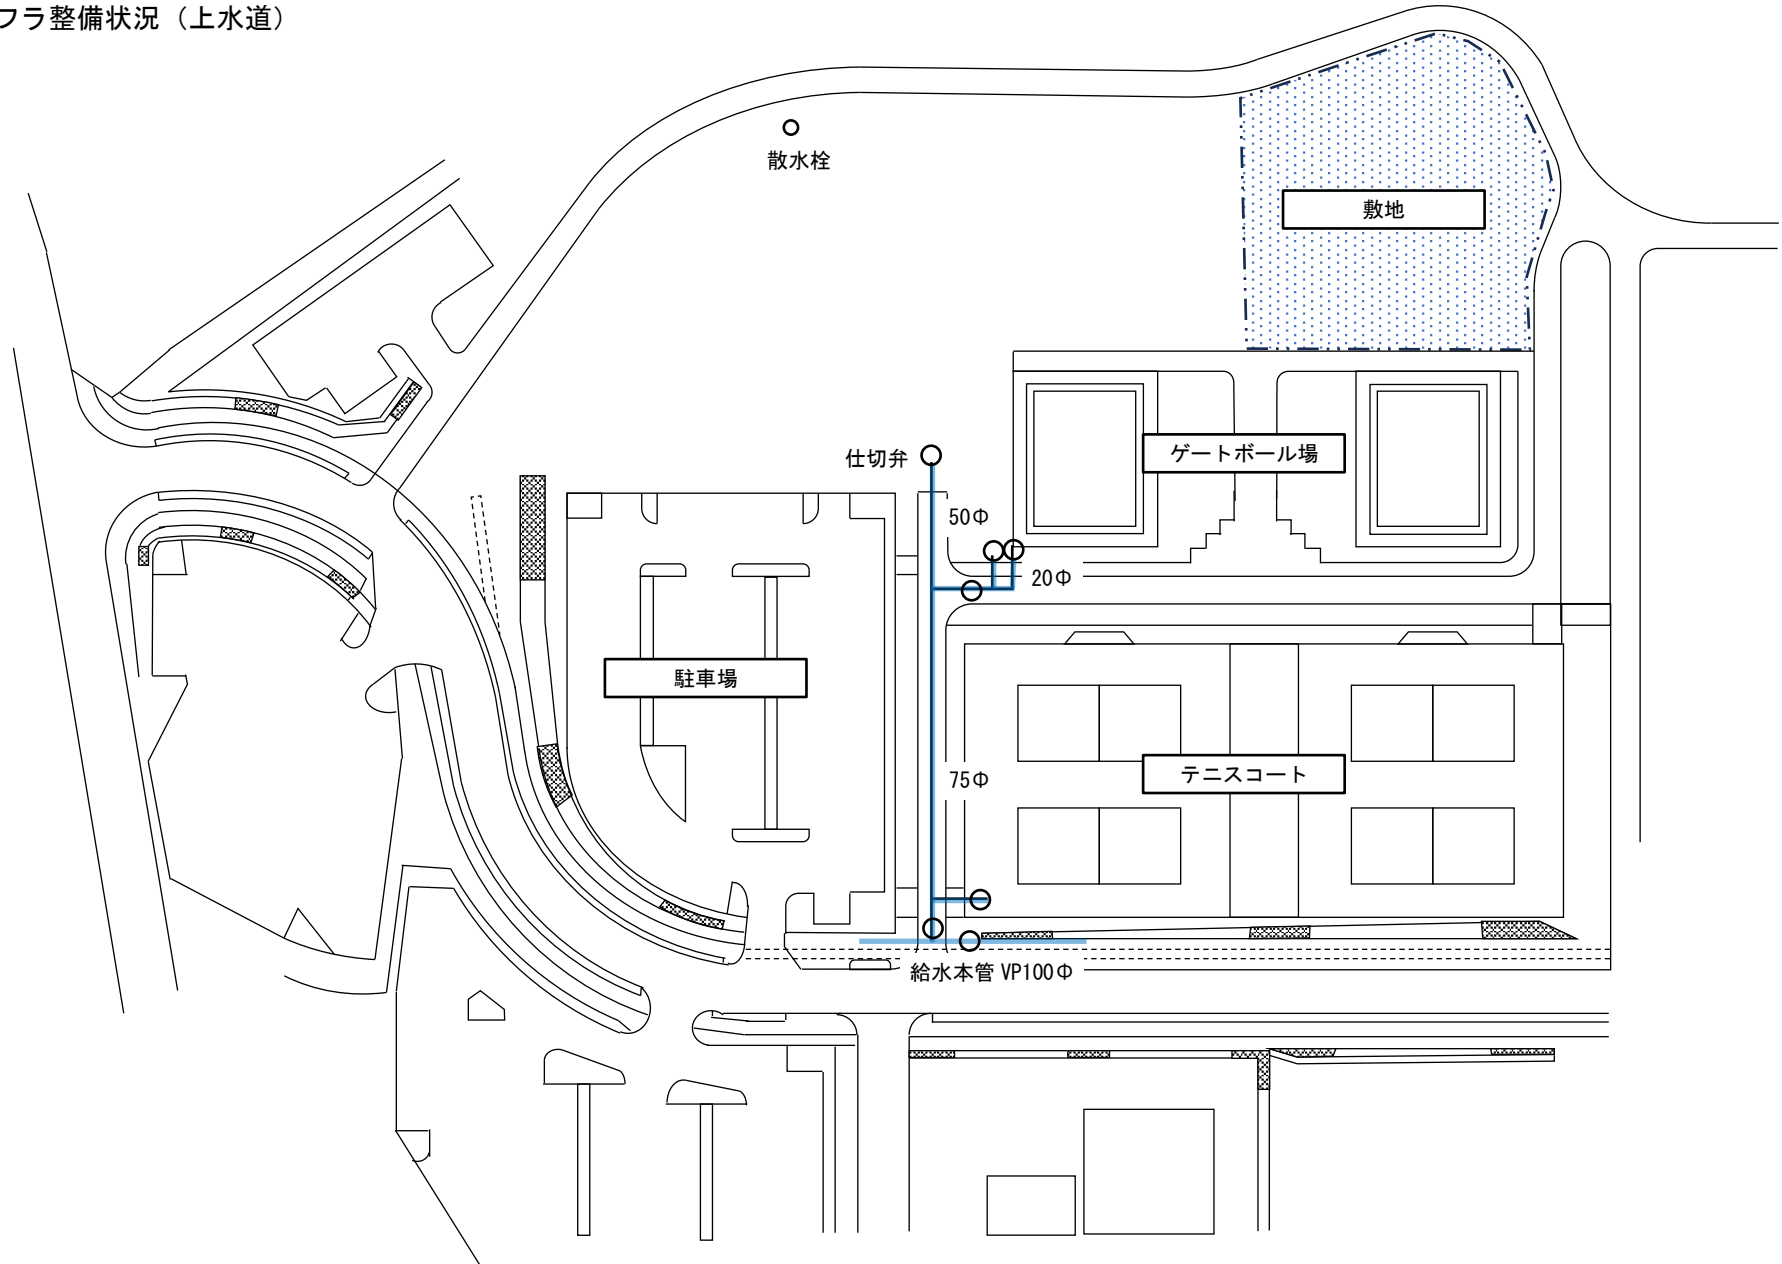 フラ整備状況（上水道）
散水栓
敷地
仕切弁
ゲートボール場
50Φ
20Φ
駐車場
75Φ
テニスコート
給水本管 VP100Φ